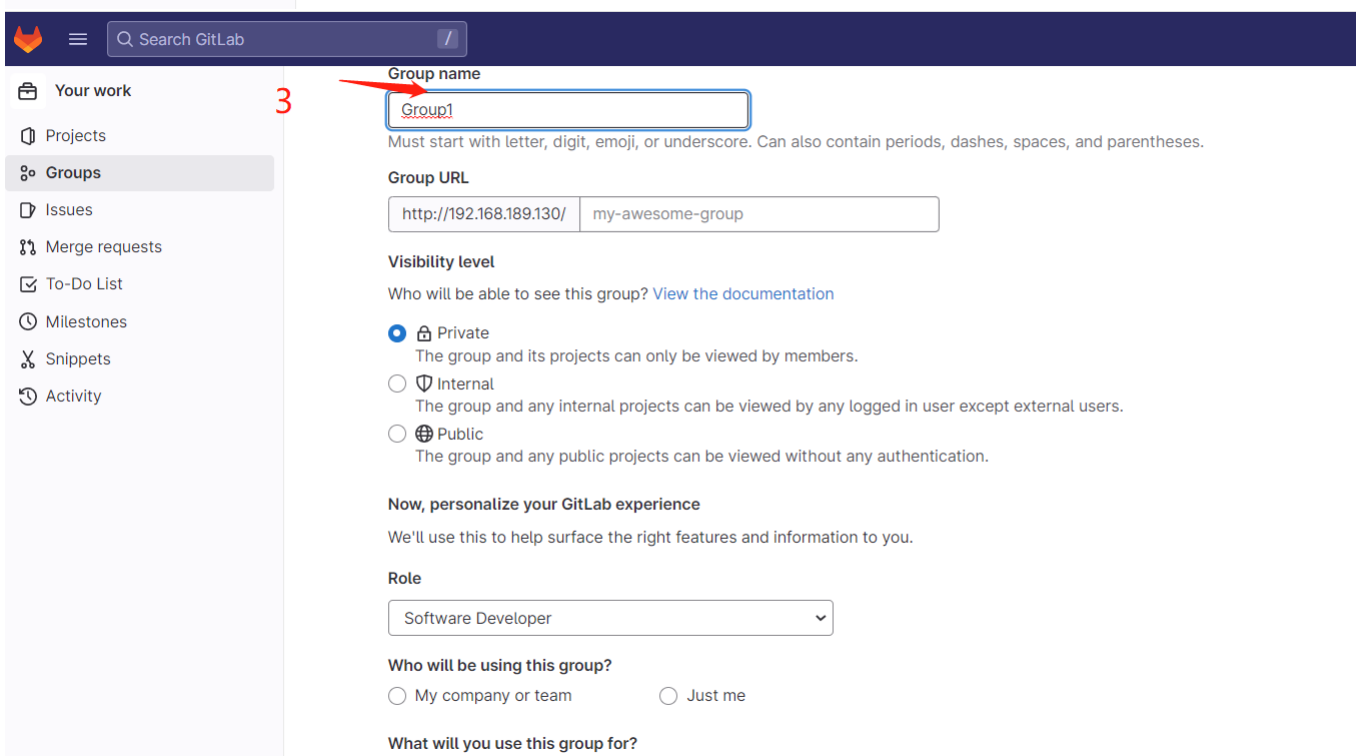 Search GitLab /
Your work
Projects
Groups
Issues
Merge requests
To-Do List
Milestones
Snippets
Activity
3
Group name
Group1
Must start with letter, digit, emoji, or underscore. Can also contain periods, dashes, spaces, and parentheses.
Group URL
http://192.168.189.130/ my-awesome-group
Visibility level
Who will be able to see this group? View the documentation
Private
The group and its projects can only be viewed by members.
Internal
The group and any internal projects can be viewed by any logged in user except external users.
Public
The group and any public projects can be viewed without any authentication.
Now, personalize your GitLab experience
We'll use this to help surface the right features and information to you.
Role
Software Developer
Who will be using this group?
My company or team Just me
What will you use this group for?